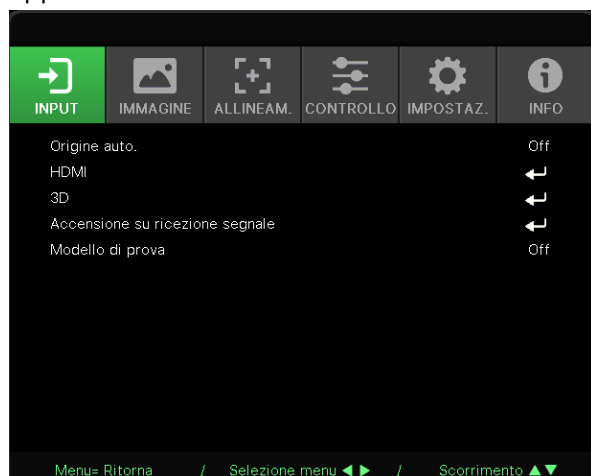 INPUT IMMAGINE ALLINEAM. CONTROLLO IMPOSTAZ. INFO
Origine auto. Off
HDMI
3D
Accensione su ricezione segnale
Modello di prova Off
Menu= Ritorna / Selezione menu ◀ ▶ / Scorrimento ▲▼